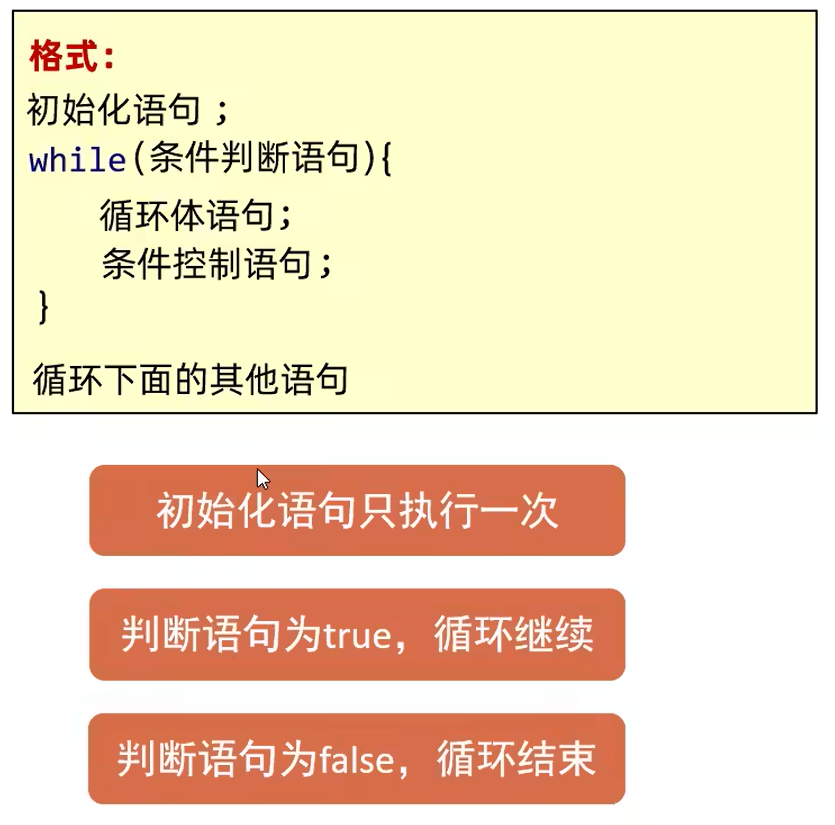 格式：
初始化语句；
while(条件判断语句){
循环体语句;
条件控制语句;
}
循环下面的其他语句
初始化语句只执行一次
判断语句为true，循环继续
判断语句为false，循环结束